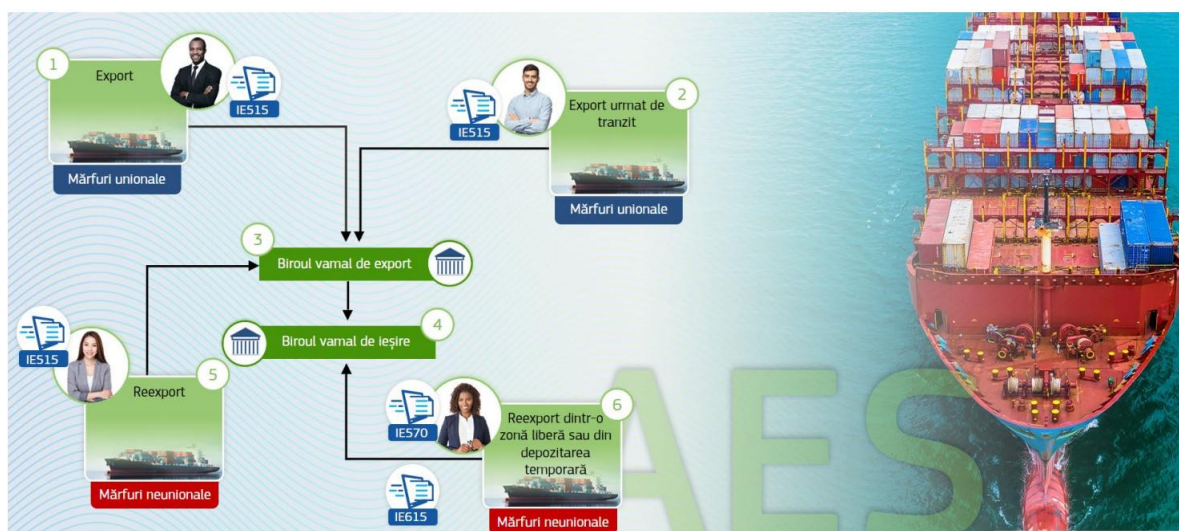 1
Export
IE515
Mărfuri unionale
IE515
Export urmat de
tranzit
2
Mărfuri unionale
3
Biroul vamal de export
Biroul vamal de ieșire
4
IE515
Reexport
5
Mărfuri neunionale
IE570
IE615
6
Reexport dintr-o
zonă liberă sau din
depozitarea
temporară
Mărfuri neunionale
AES